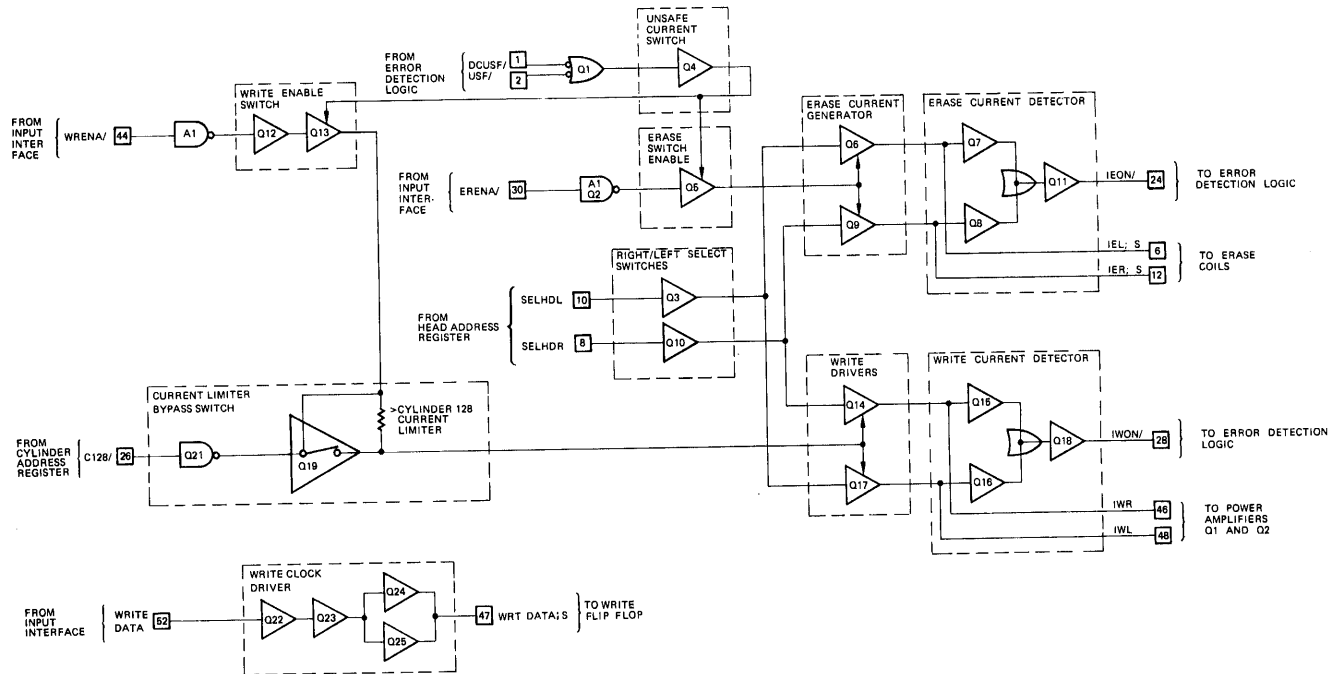 UNSAFE
CURRENT
SWITCH
FROM
ERROR
DETECTION
LOGIC
DCUSF/
USF/
1
2
Q1
Q4
WRITE ENABLE
SWITCH
FROM
INPUT
INTER
FACE
WRENA/
44
A1
Q12
Q13
ERASE
SWITCH
ENABLE
FROM
INPUT
INTER-
FACE
ERENA/
30
A1
Q2
Q5
ERASE CURRENT
GENERATOR
Q6
Q9
ERASE CURRENT DETECTOR
Q7
Q8
Q11
IEON/
24
TO ERROR
DETECTION LOGIC
IEL; S
6
IER; S
12
TO ERASE
COILS
RIGHT/LEFT SELECT
SWITCHES
FROM
HEAD ADDRESS
REGISTER
SELHDL
10
Q3
SELHDR
8
Q10
CURRENT LIMITER
BYPASS SWITCH
>CYLINDER 128
CURRENT
LIMITER
FROM
CYLINDER
ADDRESS
REGISTER
C128/
26
Q21
Q19
WRITE
DRIVERS
Q14
Q17
WRITE CURRENT DETECTOR
Q15
Q16
Q18
IWON/
28
TO ERROR DETECTION
LOGIC
IWR
46
IWL
48
TO POWER
AMPLIFIERS
Q1 AND Q2
WRITE CLOCK
DRIVER
FROM
INPUT
INTERFACE
WRITE
DATA
52
Q22
Q23
Q24
Q25
47
WRT DATA;S
TO WRITE
FLIP FLOP